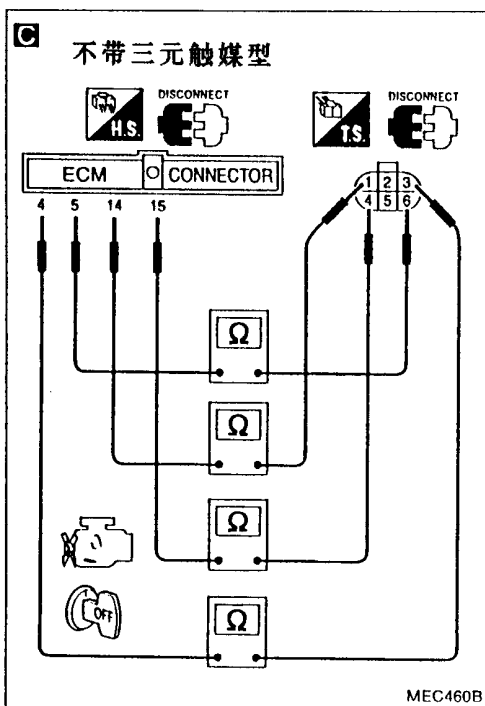 C
不带三元触媒型
DISCONNECT
H.S.
DISCONNECT
T.S.
ECM
CONNECTOR
4 5 14 15
1 2 3
4 5 6
Ω
Ω
Ω
Ω
OFF
MEC460B